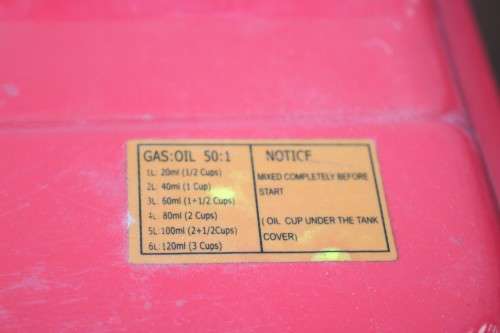 GAS:OIL 50:1
1L: 20ml (1/2 Cups)
2L: 40ml (1 Cup)
3L: 60ml (1+1/2 Cups)
4L: 80ml (2 Cups)
5L: 100ml (2+1/2Cups)
6L: 120ml (3 Cups)
NOTICE
MIXED COMPLETELY BEFORE
START
( OIL CUP UNDER THE TANK
COVER)